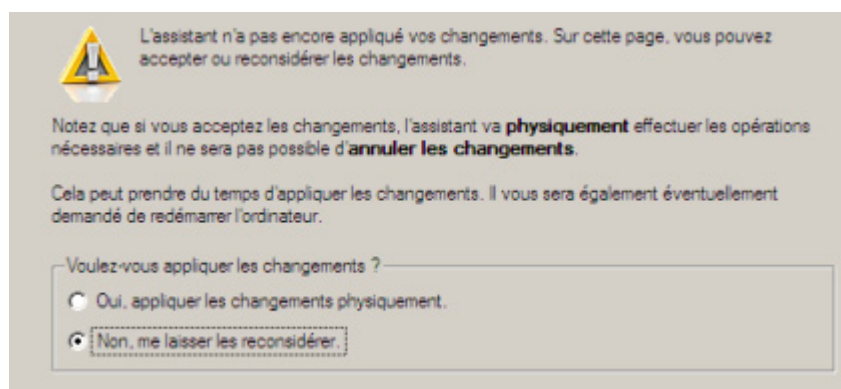 L'assistant n'a pas encore appliqué vos changements. Sur cette page, vous pouvez
accepter ou reconsidérer les changements.
Notez que si vous acceptez les changements, l'assistant va physiquement effectuer les opérations
nécessaires et il ne sera pas possible d'annuler les changements.
Cela peut prendre du temps d'appliquer les changements. Il vous sera également éventuellement
demandé de redémarrer l'ordinateur.
Voulez-vous appliquer les changements ?
Oui, appliquer les changements physiquement.
Non, me laisser les reconsidérer.